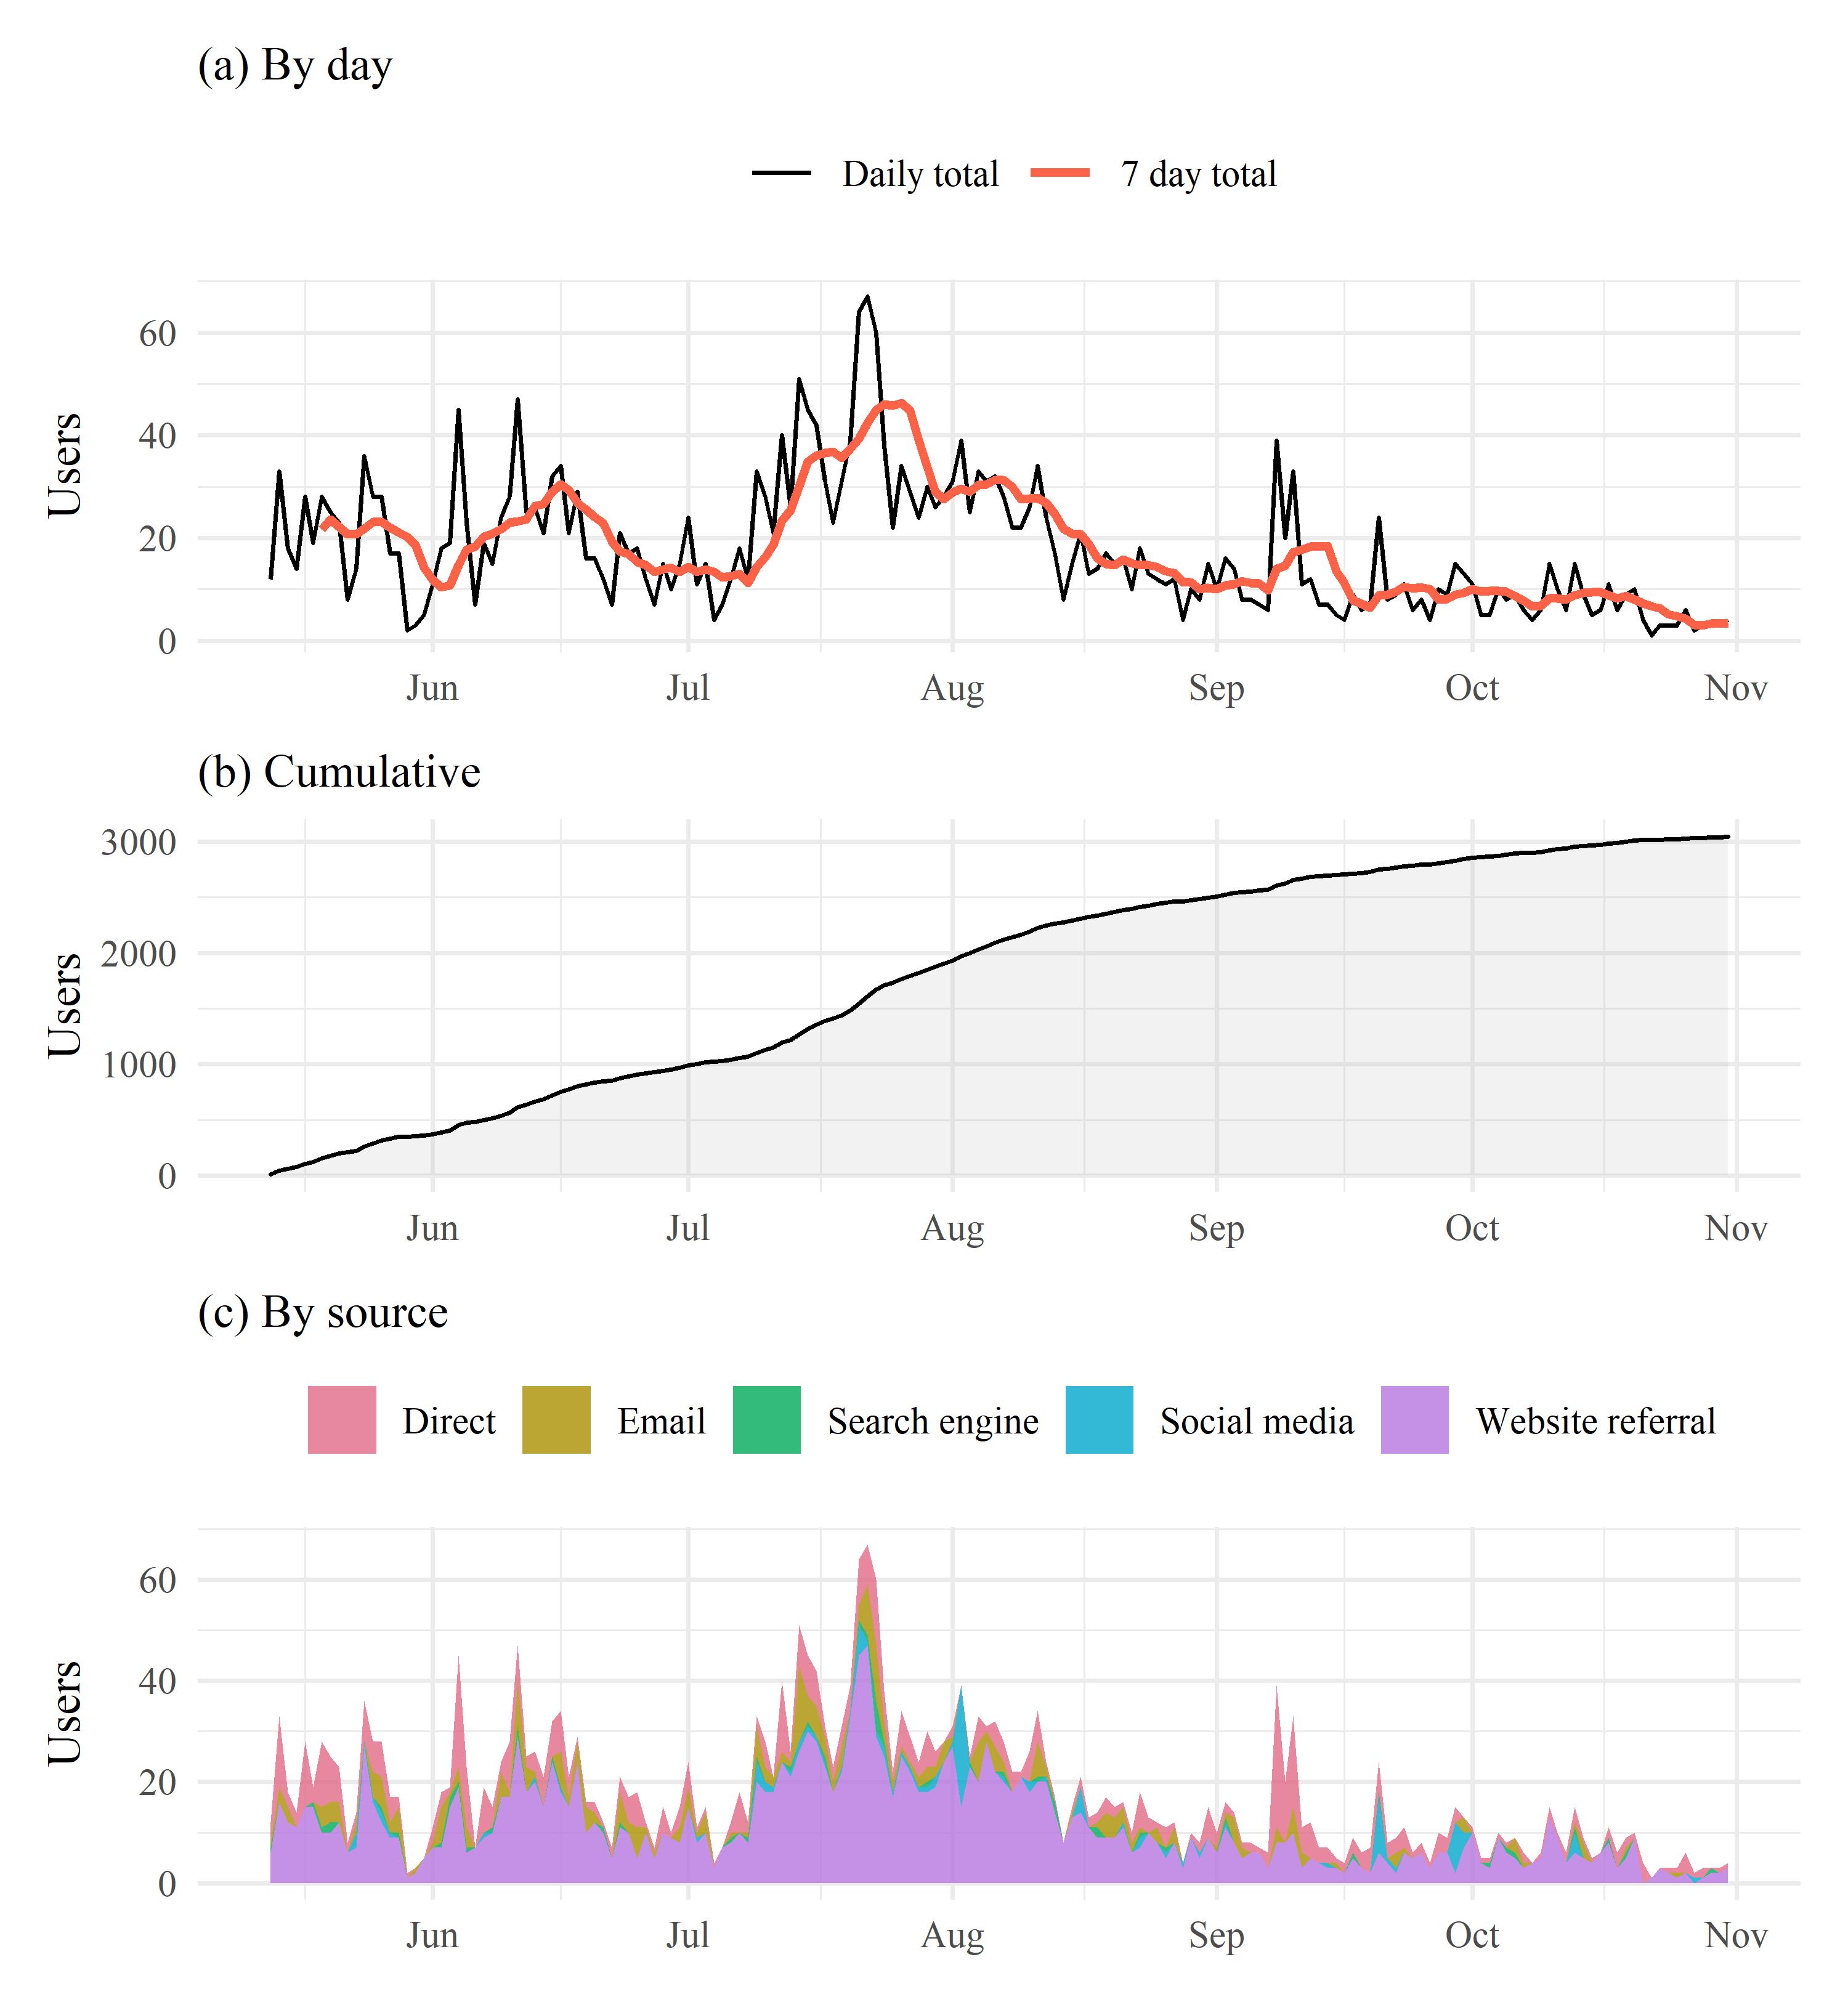 (a) By day
Daily total 7 day total
Users
60
40
20
0
Jun Jul Aug Sep Oct Nov
(b) Cumulative
Users
3000
2000
1000
0
Jun Jul Aug Sep Oct Nov
(c) By source
Direct Email Search engine Social media Website referral
Users
60
40
20
0
Jun Jul Aug Sep Oct Nov